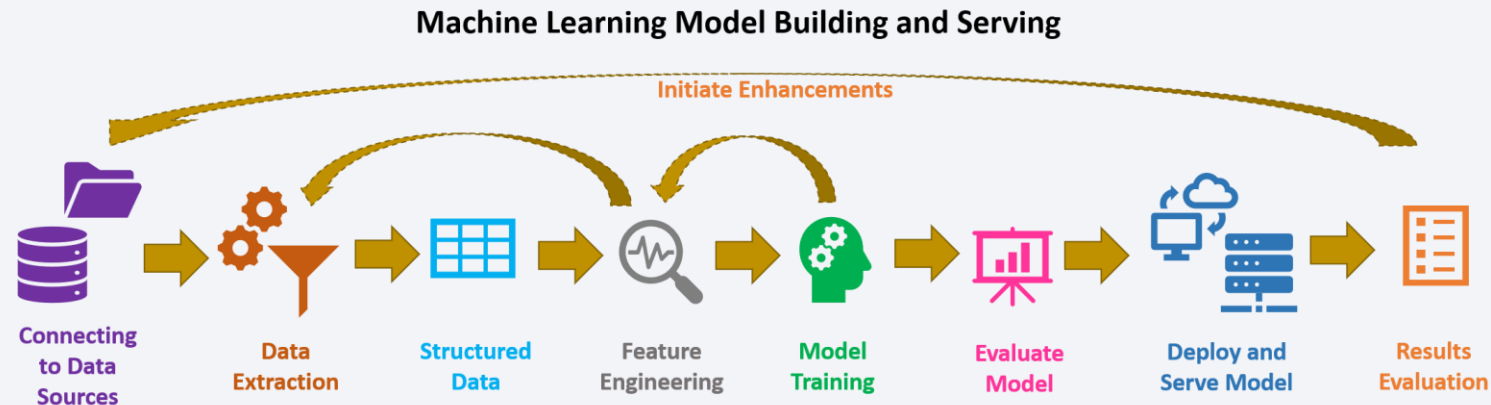 Machine Learning Model Building and Serving
Initiate Enhancements
Connecting
to Data
Sources
Data
Extraction
Structured
Data
Feature
Engineering
Model
Training
Evaluate
Model
Deploy and
Serve Model
Results
Evaluation